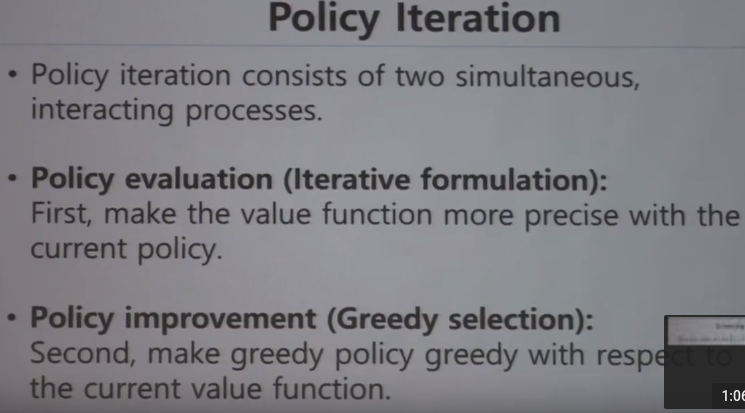 Policy Iteration
• Policy iteration consists of two simultaneous,
interacting processes.
• Policy evaluation (Iterative formulation):
First, make the value function more precise with the
current policy.
• Policy improvement (Greedy selection):
Second, make greedy policy greedy with respect to
the current value function.
1:06